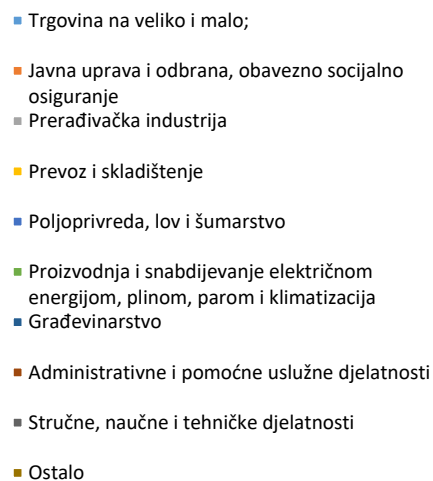 Trgovina na veliko i malo;
Javna uprava i odbrana, obavezno socijalno
osiguranje
Prerađivačka industrija
Prevoz i skladištenje
Poljoprivreda, lov i šumarstvo
Proizvodnja i snabdijevanje električnom
energijom, plinom, parom i klimatizacija
Građevinarstvo
Administrativne i pomoćne uslužne djelatnosti
Stručne, naučne i tehničke djelatnosti
Ostalo